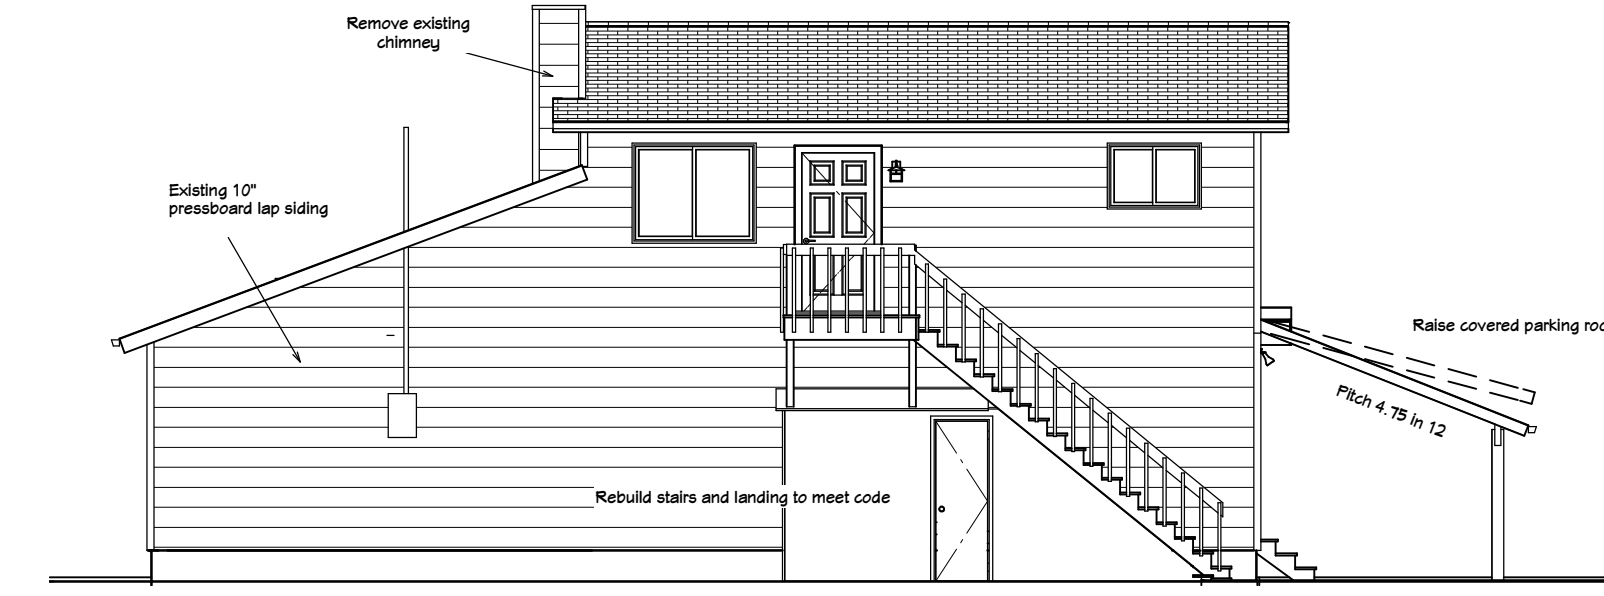 Remove existing
chimney
Existing 10"
pressboard lap siding
Raise covered parking
Pitch 4.75 in 12
Rebuild stairs and landing to meet code